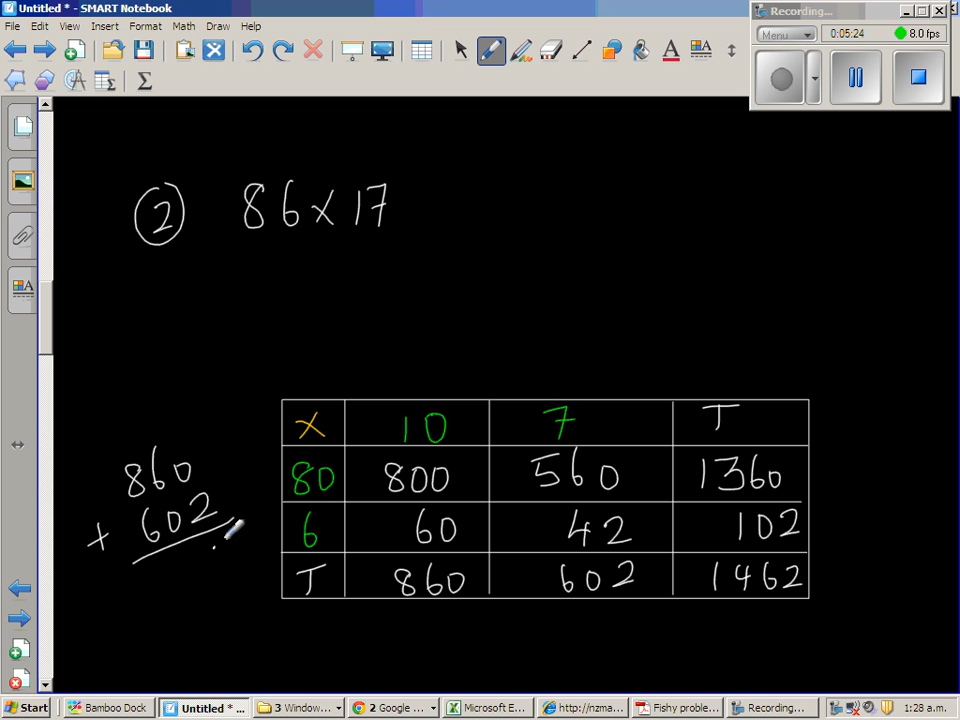 Untitled * - SMART Notebook
File Edit View Insert Format Math Draw Help
Recording...
Menu
0:05:24
8.0 fps
2 86 x 17
x 10 7 T
80 800 560 1360
6 60 42 102
T 860 602 1462
860
+ 602
Start
Bamboo Dock
Untitled * ...
3 Window...
2 Google ...
Microsoft E...
http://nzma...
Fishy proble...
Recording...
1:28 a.m.